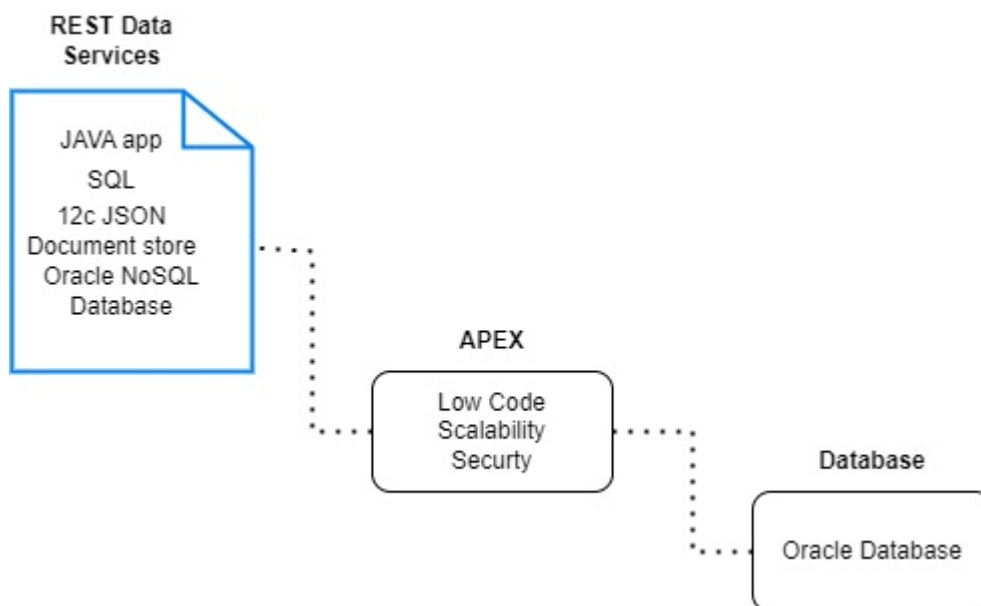 REST Data
Services
JAVA app
SQL
12c JSON
Document store
Oracle NoSQL
Database
APEX
Low Code
Scalability
Securty
Database
Oracle Database